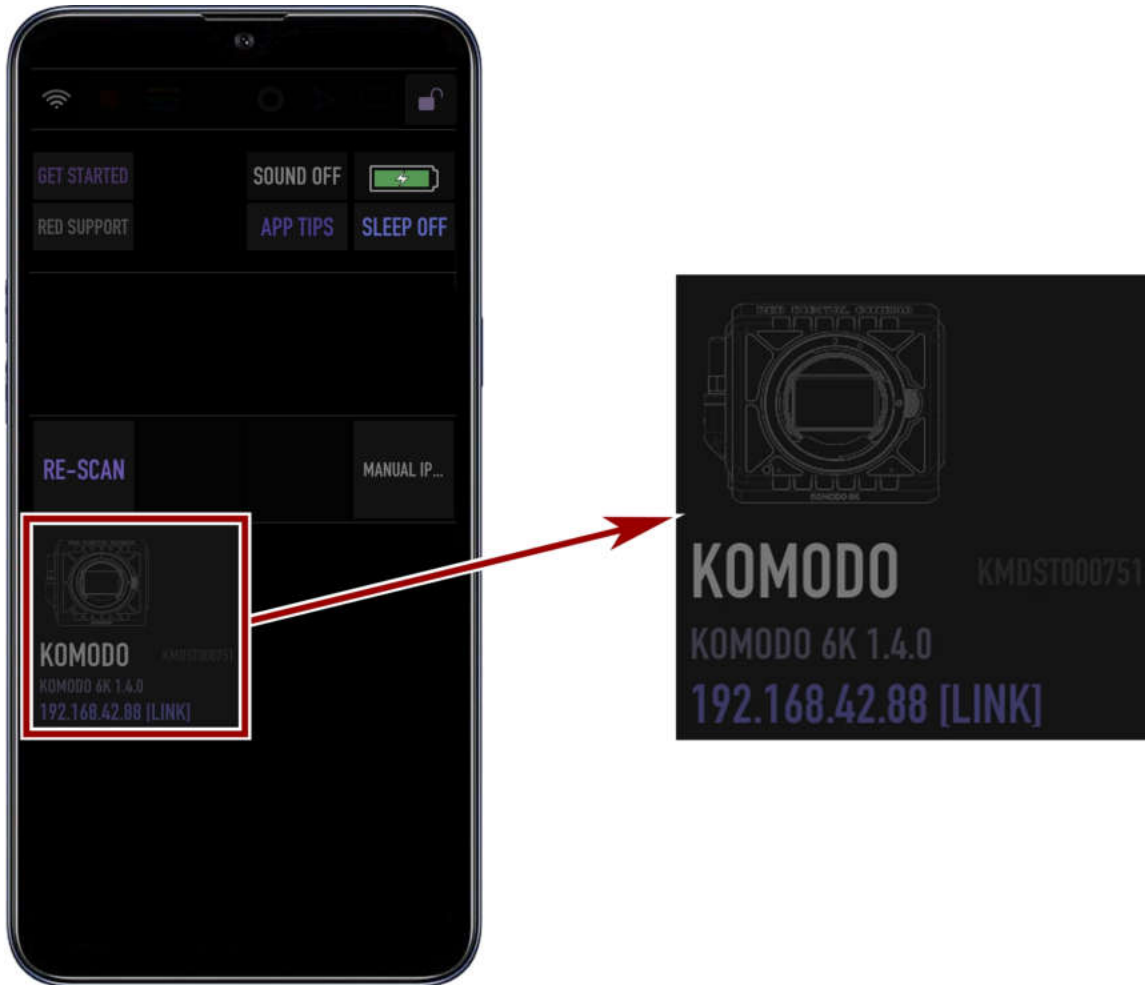 GET STARTED
SOUND OFF
RED SUPPORT
APP TIPS
SLEEP OFF
RE-SCAN
MANUAL IP...
KOMODO
KMDST000751
KOMODO 6K 1.4.0
192.168.42.88 [LINK]
KOMODO 6K
KOMODO
KMDST000751
KOMODO 6K 1.4.0
192.168.42.88 [LINK]